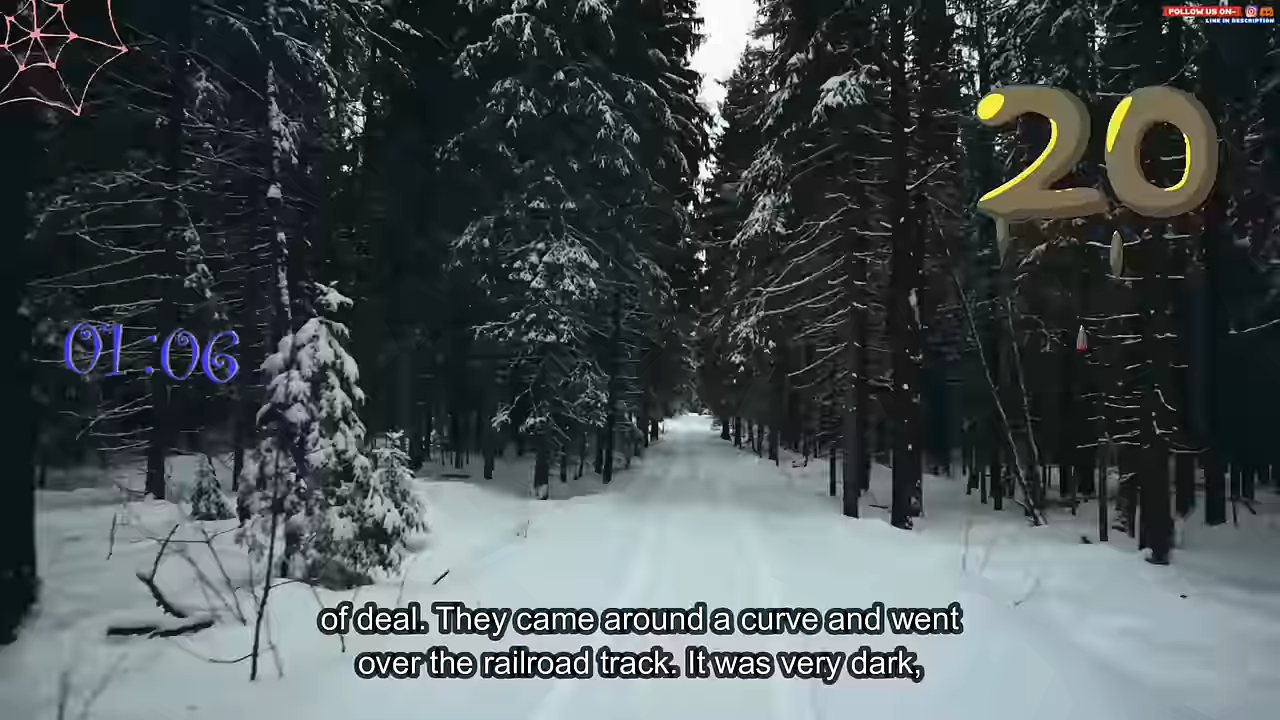 FOLLOW US ON-
LINK IN DESCRIPTION
20
01:06
of deal. They came around a curve and went
over the railroad track. It was very dark,